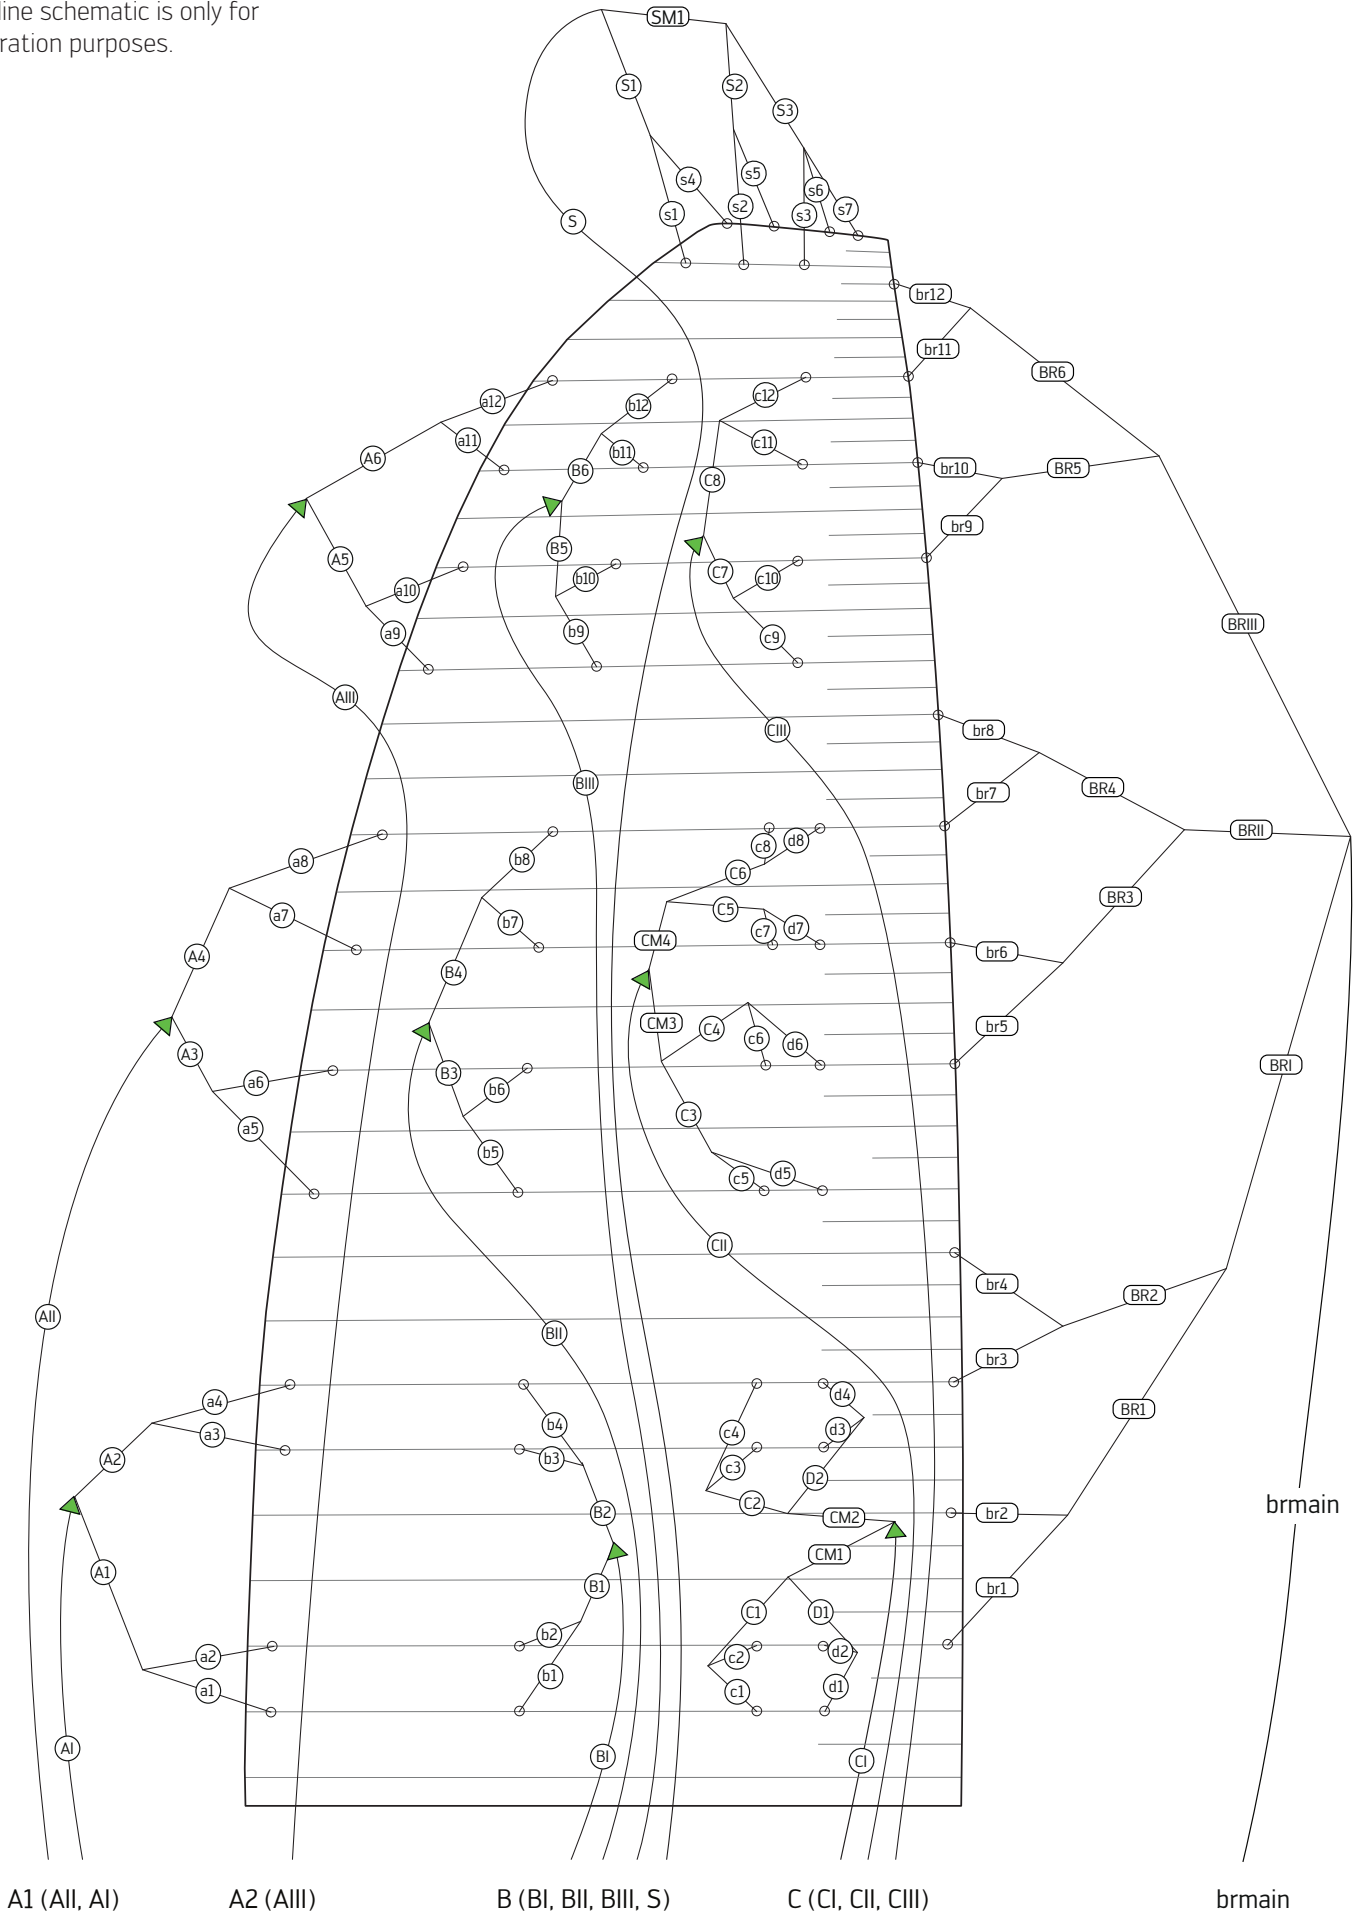 line schematic is only for
ration purposes.
SM1
S1
S2
S3
s4
s5
s6
s7
s1
s2
s3
S
br12
br11
BR6
a12
b12
c12
a11
b11
c11
A6
B6
C8
br10
BR5
br9
A5
B5
C7
a10
b10
c10
a9
b9
c9
BRIII
AIII
CIII
br8
BIII
BR4
br7
BRII
a8
b8
c8
d8
C6
BR3
a7
b7
C5
c7
d7
CM4
br6
A4
B4
CM3
C4
c6
d6
br5
A3
B3
a6
b6
BRI
a5
C3
b5
c5
d5
CII
br4
BR2
AII
BII
br3
a4
d4
BR1
a3
b4
c4
d3
A2
b3
c3
D2
C2
B2
CM2
br2
brmain
CM1
A1
B1
br1
C1
D1
a2
b2
c2
d2
a1
b1
c1
d1
AI
BI
CI
A1 (AII, AI)
A2 (AIII)
B (BI, BII, BIII, S)
C (CI, CII, CIII)
brmain